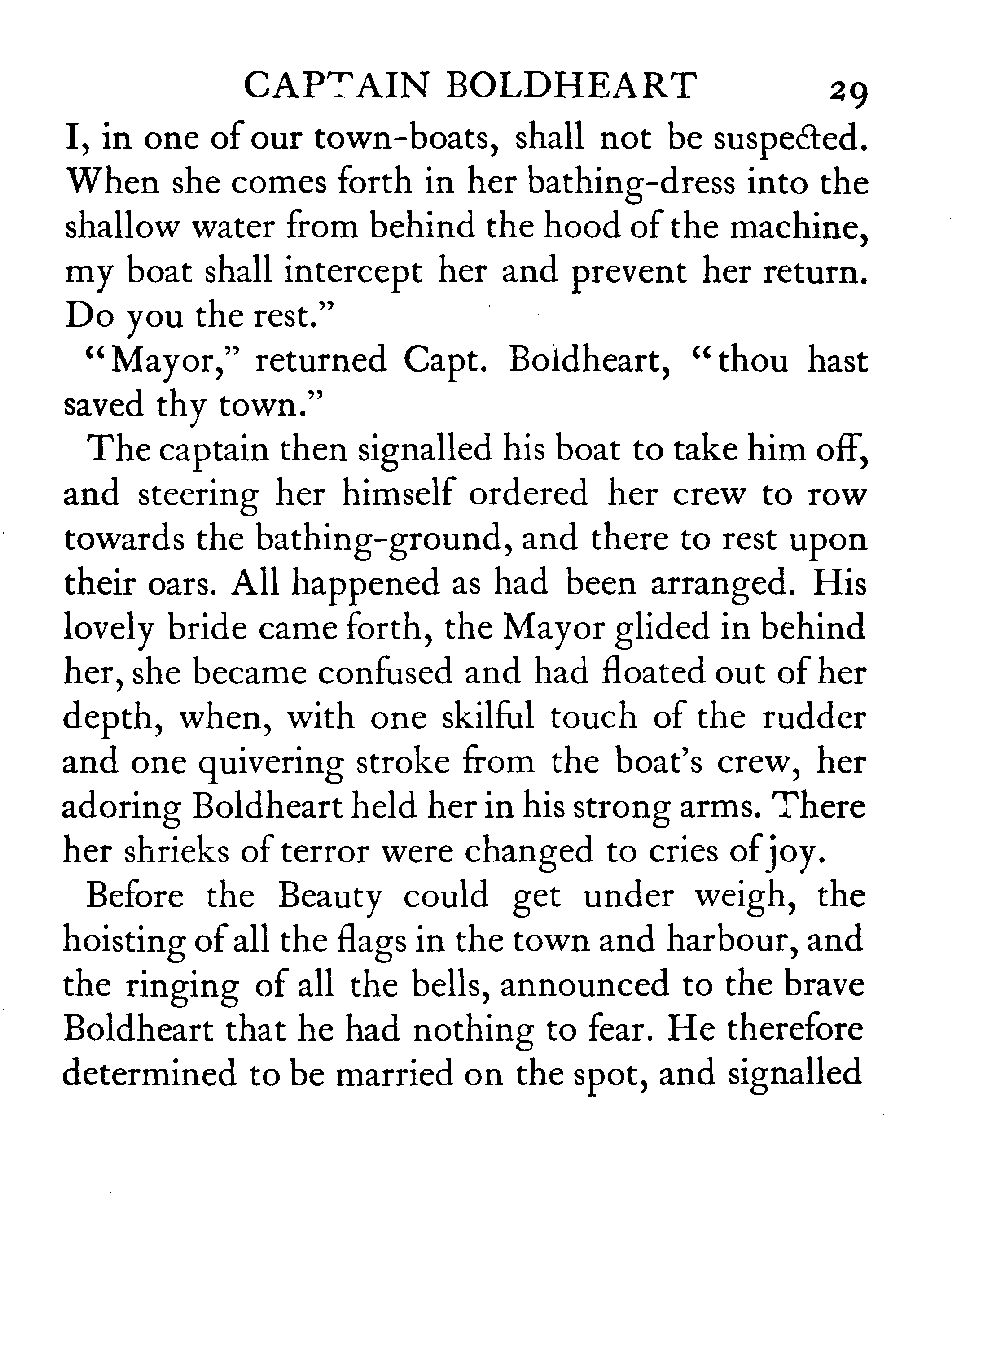 CAPTAIN BOLDHEART 29
I, in one of our town-boats, shall not be suspected.
When she comes forth in her bathing-dress into the
shallow water from behind the hood of the machine,
my boat shall intercept her and prevent her return.
Do you the rest.”
“Mayor,” returned Capt. Boldheart, “thou hast
saved thy town.”
The captain then signalled his boat to take him off,
and steering her himself ordered her crew to row
towards the bathing-ground, and there to rest upon
their oars. All happened as had been arranged. His
lovely bride came forth, the Mayor glided in behind
her, she became confused and had floated out of her
depth, when, with one skilful touch of the rudder
and one quivering stroke from the boat’s crew, her
adoring Boldheart held her in his strong arms. There
her shrieks of terror were changed to cries of joy.
Before the Beauty could get under weigh, the
hoisting of all the flags in the town and harbour, and
the ringing of all the bells, announced to the brave
Boldheart that he had nothing to fear. He therefore
determined to be married on the spot, and signalled